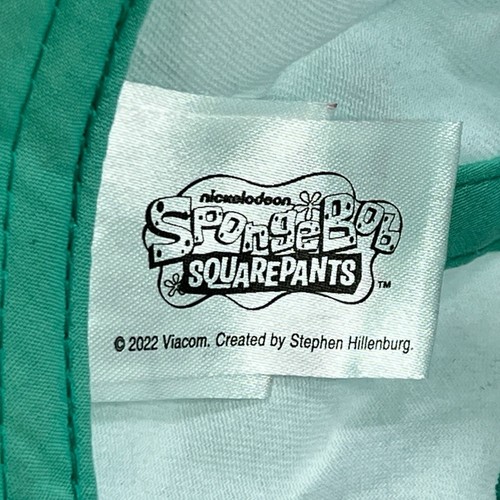 nickelodeon
SPongeBob
SQUAREPANTS
™
© 2022 Viacom. Created by Stephen Hillenburg.